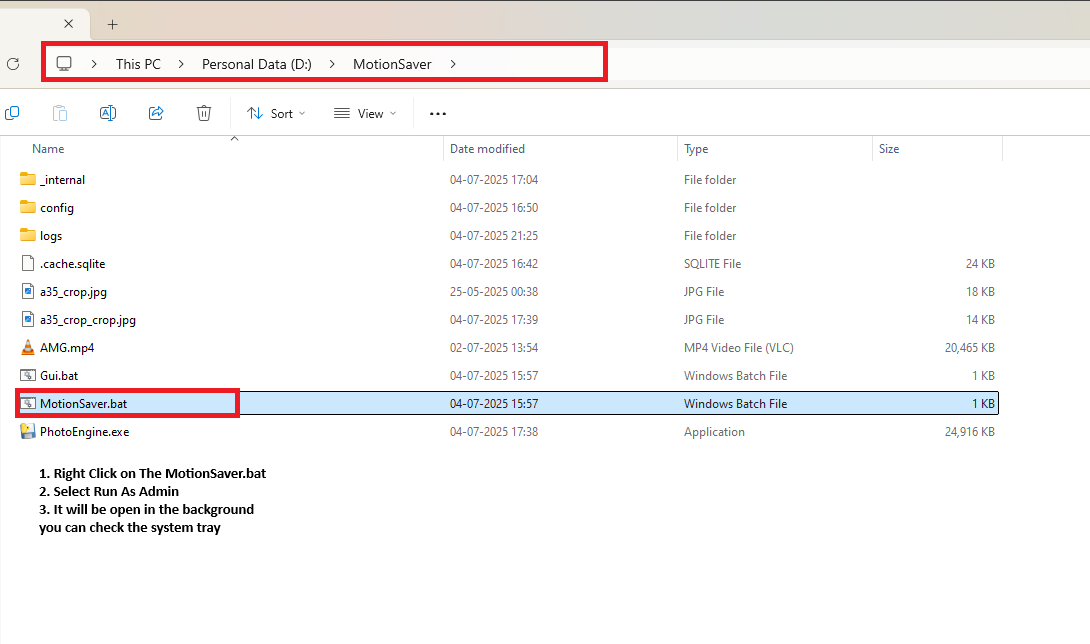 This PC > Personal Data (D:) > MotionSaver >
Sort View
Name Date modified Type Size
_internal 04-07-2025 17:04 File folder
config 04-07-2025 16:50 File folder
logs 04-07-2025 21:25 File folder
.cache.sqlite 04-07-2025 16:42 SQLITE File 24 KB
a35_crop.jpg 25-05-2025 00:38 JPG File 18 KB
a35_crop_crop.jpg 04-07-2025 17:39 JPG File 14 KB
AMG.mp4 02-07-2025 13:54 MP4 Video File (VLC) 20,465 KB
Gui.bat 04-07-2025 15:57 Windows Batch File 1 KB
MotionSaver.bat 04-07-2025 15:57 Windows Batch File 1 KB
PhotoEngine.exe 04-07-2025 17:38 Application 24,916 KB
1. Right Click on The MotionSaver.bat
2. Select Run As Admin
3. It will be open in the background
you can check the system tray